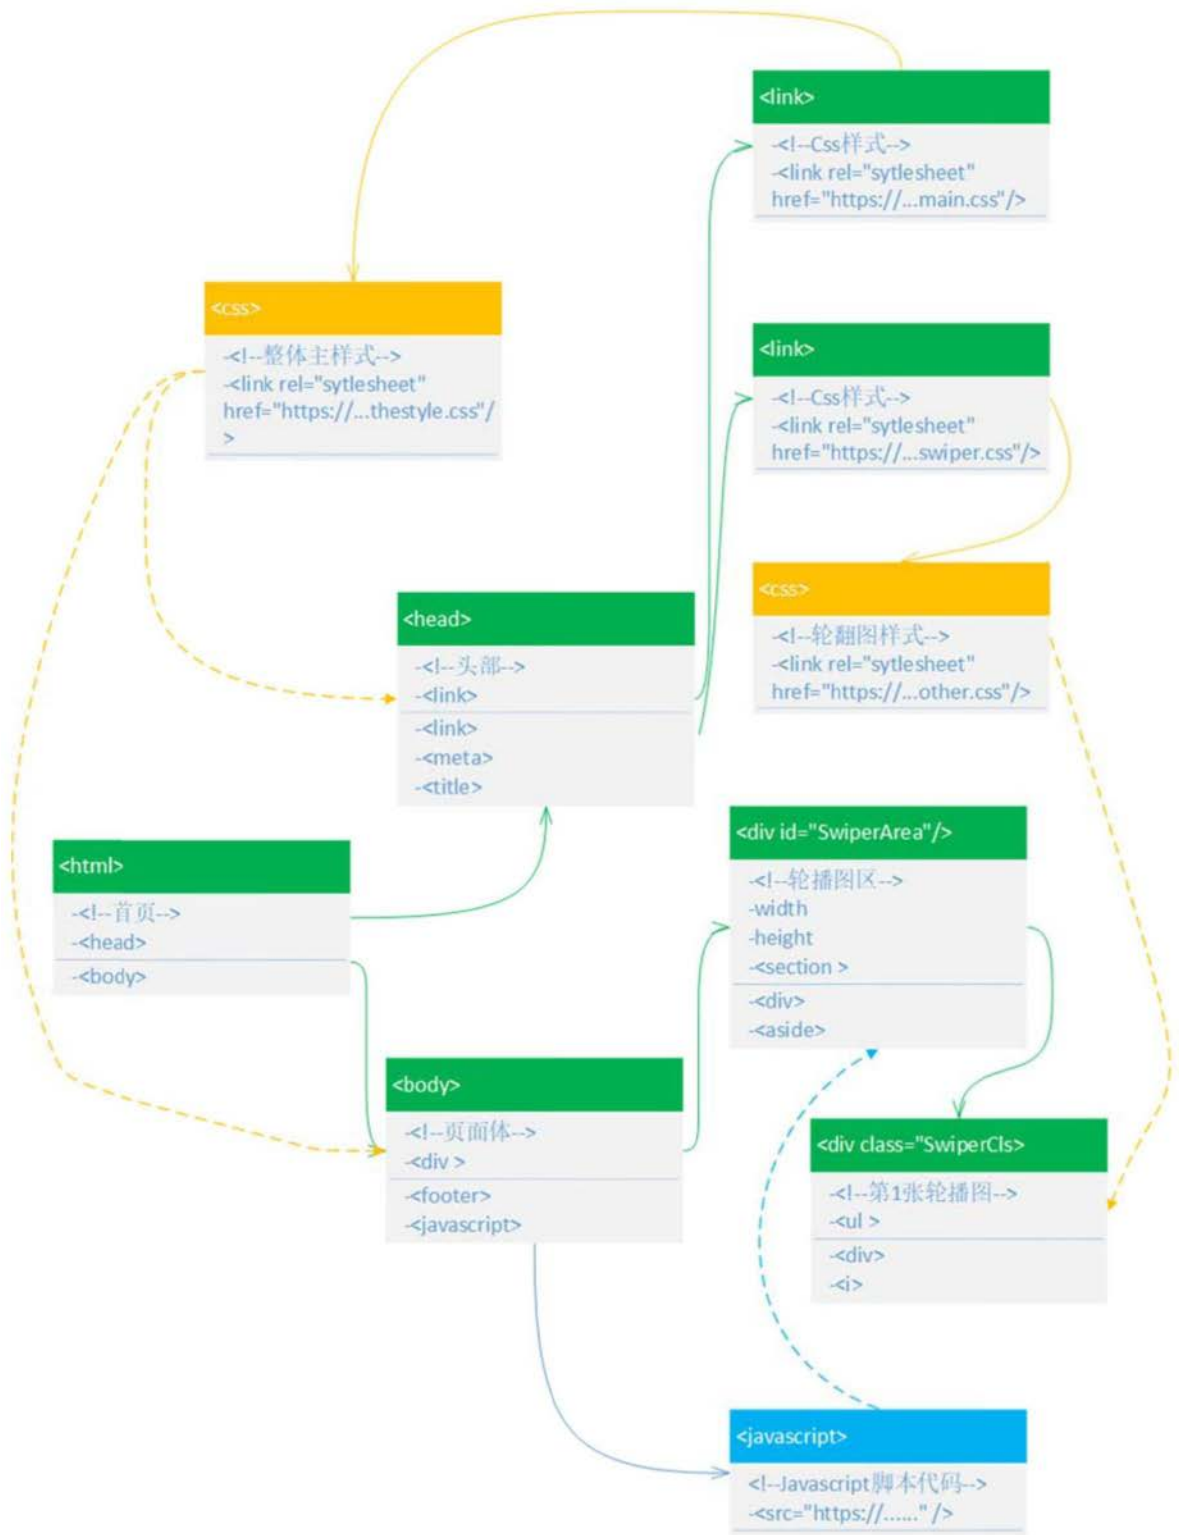 <link>
-<!--Css样式-->
-<link rel="sytlesheet"
href="https://...main.css"/>
<css>
-<!--整体主样式-->
-<link rel="sytlesheet"
href="https://...thestyle.css"/
>
<link>
-<!--Css样式-->
-<link rel="sytlesheet"
href="https://...swiper.css"/>
<css>
-<!--轮翻图样式-->
-<link rel="sytlesheet"
href="https://...other.css"/>
<head>
-<!--头部-->
-<link>
-<link>
-<meta>
-<title>
<html>
-<!--首页-->
-<head>
-<body>
<div id="SwiperArea"/>
-<!--轮播图区-->
-width
-height
-<section >
-<div>
-<aside>
<body>
-<!--页面体-->
-<div >
-<footer>
-<javascript>
<div class="SwiperCls>
-<!--第1张轮播图-->
-<ul >
-<div>
-<i>
<javascript>
<!--Javascript脚本代码-->
-<src="https://......" />